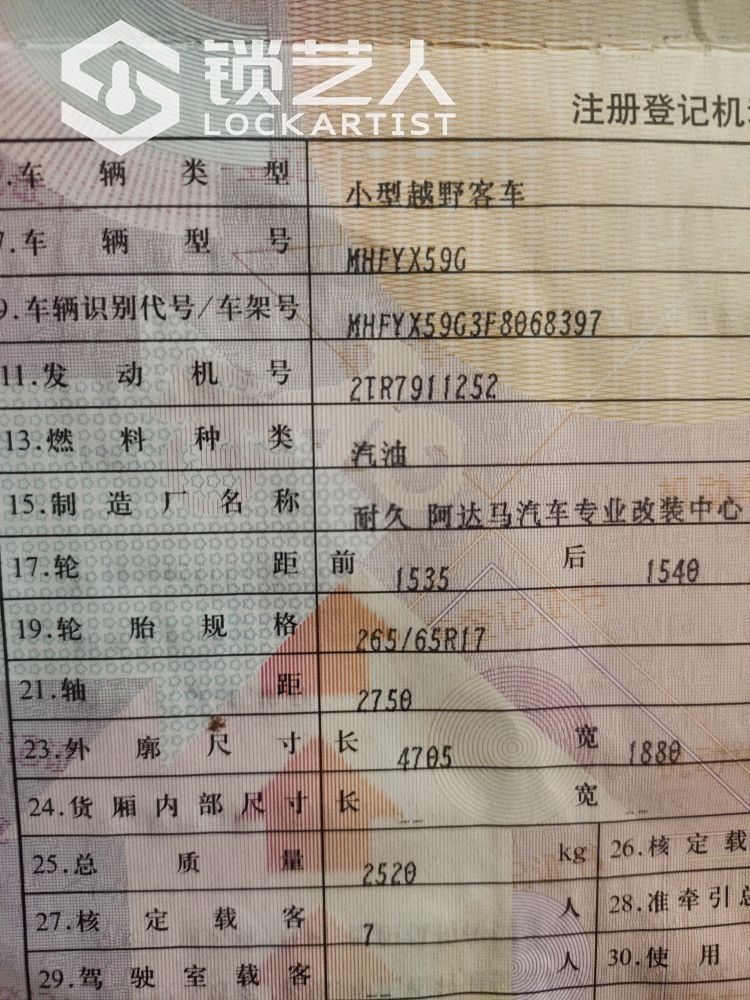 锁艺人
LOCKARTIST
注册登记机
.车辆类型 小型越野客车
7.车辆型号 MHFYX59G
9.车辆识别代号/车架号 MHFYX59G3F8068397
11.发动机号 2TR7911252
13.燃料种类 汽油
15.制造厂名称 耐久 阿达马汽车专业改装中心
17.轮距 前 1535 后 1540
19.轮胎规格 265/65R17
21.轴距 2750
23.外廓尺寸 长 4705 宽 1880
24.货厢内部尺寸 长 -- 宽 --
25.总质量 2520 kg 26.核定载
27.核定载客 7 人 28.准牵引总
29.驾驶室载客 -- 人 30.使用